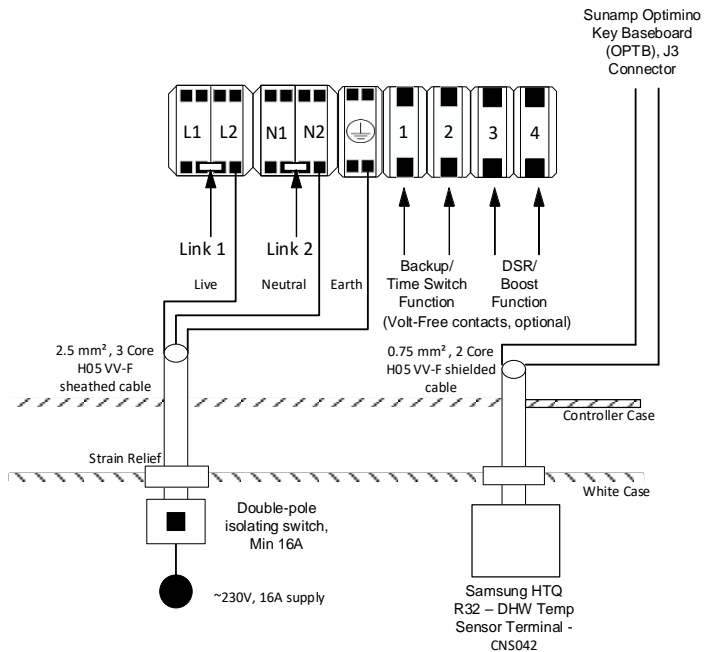 Sunamp Optimino
Key Baseboard
(OPTB), J3
Connector
L1
L2
N1
N2
1
2
3
4
Link 1
Link 2
Live
Neutral
Earth
Backup/
Time Switch
Function
DSR/
Boost
Function
(Volt-Free contacts, optional)
2.5 mm², 3 Core
H05 VV-F
sheathed cable
0.75 mm², 2 Core
H05 VV-F shielded
cable
Controller Case
Strain Relief
White Case
Double-pole
isolating switch,
Min 16A
~230V, 16A supply
Samsung HTQ
R32 – DHW Temp
Sensor Terminal -
CNS042